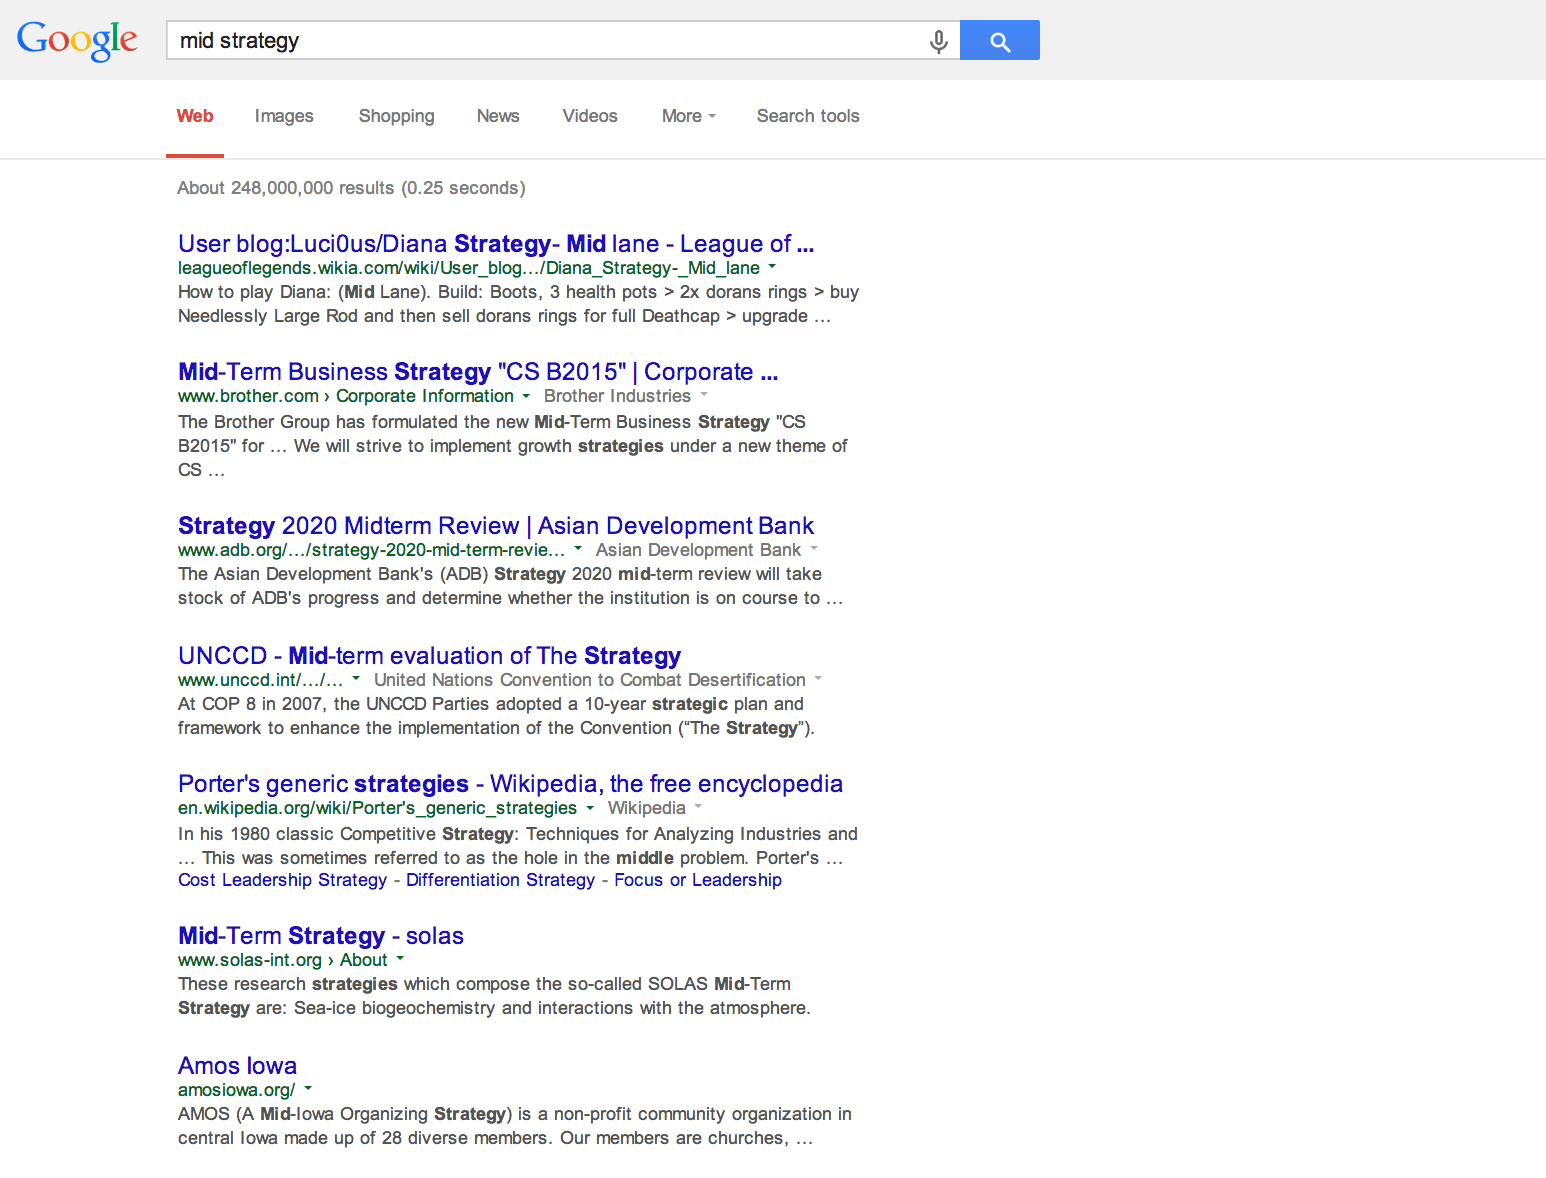 Google
mid strategy
Web Images Shopping News Videos More Search tools
About 248,000,000 results (0.25 seconds)
User blog:Luci0us/Diana Strategy- Mid lane - League of ...
leagueoflegends.wikia.com/wiki/User_blog.../Diana_Strategy-_Mid_lane
How to play Diana: (Mid Lane). Build: Boots, 3 health pots > 2x dorans rings > buy
Needlessly Large Rod and then sell dorans rings for full Deathcap > upgrade ...
Mid-Term Business Strategy "CS B2015" | Corporate ...
www.brother.com › Corporate Information Brother Industries
The Brother Group has formulated the new Mid-Term Business Strategy "CS
B2015" for ... We will strive to implement growth strategies under a new theme of
CS ...
Strategy 2020 Midterm Review | Asian Development Bank
www.adb.org/.../strategy-2020-mid-term-revie... Asian Development Bank
The Asian Development Bank's (ADB) Strategy 2020 mid-term review will take
stock of ADB's progress and determine whether the institution is on course to ...
UNCCD - Mid-term evaluation of The Strategy
www.unccd.int/.../... United Nations Convention to Combat Desertification
At COP 8 in 2007, the UNCCD Parties adopted a 10-year strategic plan and
framework to enhance the implementation of the Convention (“The Strategy”).
Porter's generic strategies - Wikipedia, the free encyclopedia
en.wikipedia.org/wiki/Porter's_generic_strategies Wikipedia
In his 1980 classic Competitive Strategy: Techniques for Analyzing Industries and
... This was sometimes referred to as the hole in the middle problem. Porter's ...
Cost Leadership Strategy - Differentiation Strategy - Focus or Leadership
Mid-Term Strategy - solas
www.solas-int.org › About
These research strategies which compose the so-called SOLAS Mid-Term
Strategy are: Sea-ice biogeochemistry and interactions with the atmosphere.
Amos Iowa
amosiowa.org/
AMOS (A Mid-Iowa Organizing Strategy) is a non-profit community organization in
central Iowa made up of 28 diverse members. Our members are churches, ...